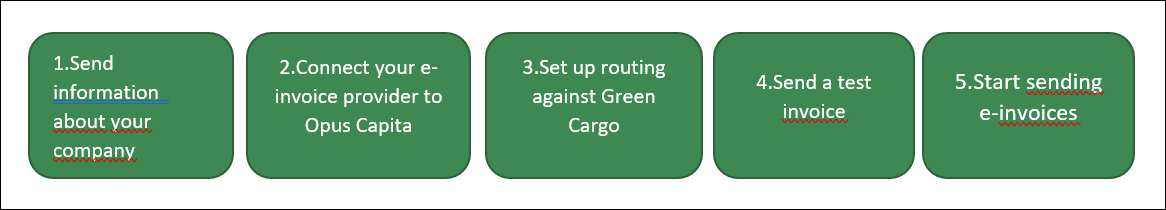 1.Send
information
about your
company
2.Connect your e-
invoice provider to
Opus Capita
3.Set up routing
against Green
Cargo
4.Send a test
invoice
5.Start sending
e-invoices